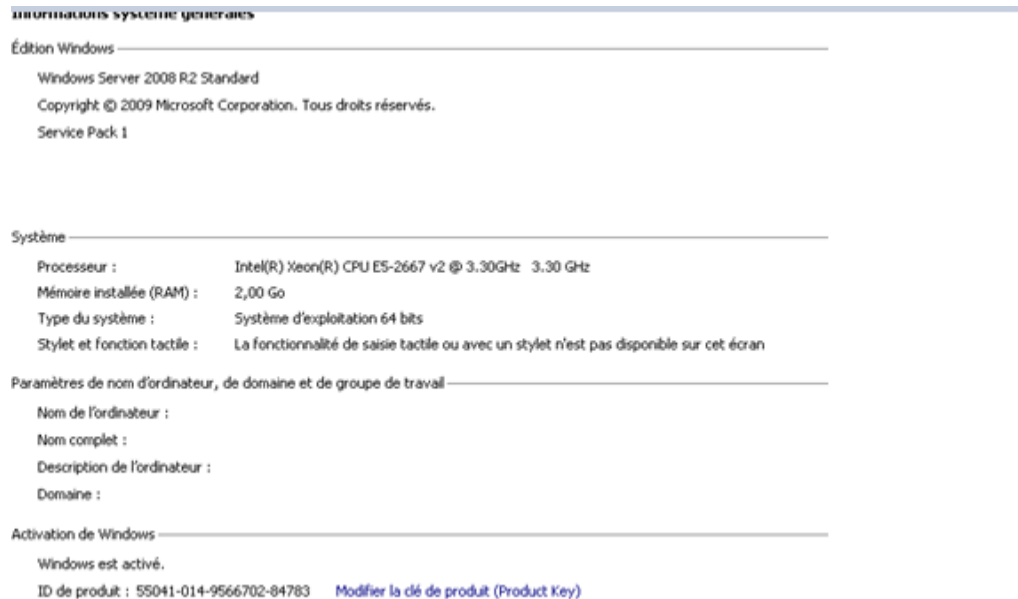 Informations système générales
Édition Windows
Windows Server 2008 R2 Standard
Copyright © 2009 Microsoft Corporation. Tous droits réservés.
Service Pack 1
Système
Processeur : Intel(R) Xeon(R) CPU E5-2667 v2 @ 3.30GHz 3.30 GHz
Mémoire installée (RAM) : 2,00 Go
Type du système : Système d'exploitation 64 bits
Stylet et fonction tactile : La fonctionnalité de saisie tactile ou avec un stylet n'est pas disponible sur cet écran
Paramètres de nom d'ordinateur, de domaine et de groupe de travail
Nom de l'ordinateur :
Nom complet :
Description de l'ordinateur :
Domaine :
Activation de Windows
Windows est activé.
ID de produit : 55041-014-9566702-84783 Modifier la clé de produit (Product Key)